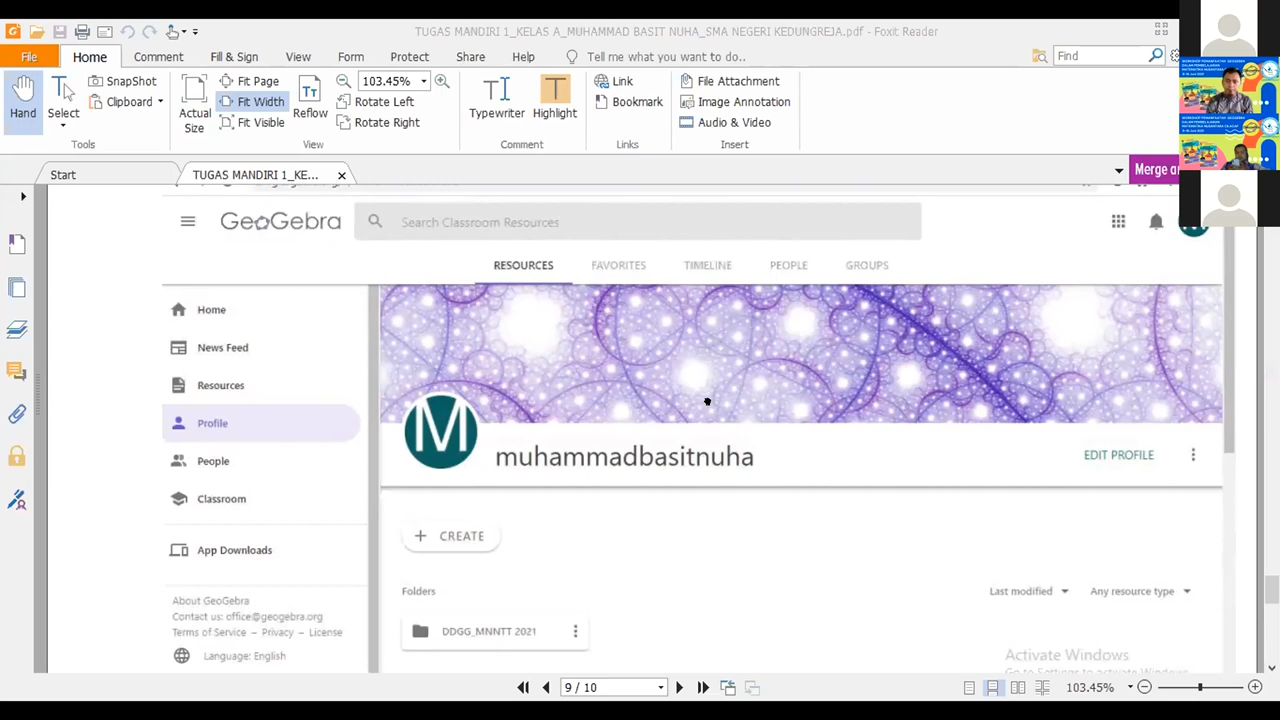 TUGAS MANDIRI 1_KELAS A_MUHAMMAD BASIT NUHA_SMA NEGERI KEDUNGREJA.pdf - Foxit Reader
File Home Comment Fill & Sign View Form Protect Share Help Tell me what you want to do... Find
Hand Select SnapShot Clipboard
Tools
Actual Size Fit Page Fit Width Fit Visible Reflow 103.45% Rotate Left Rotate Right
View
Typewriter Highlight
Comment
Link Bookmark
Links
File Attachment Image Annotation Audio & Video
Insert
Start TUGAS MANDIRI 1_KE... Merge
GeoGebra Search Classroom Resources
RESOURCES FAVORITES TIMELINE PEOPLE GROUPS
Home
News Feed
Resources
Profile
People
Classroom
App Downloads
About GeoGebra
Contact us: office@geogebra.org
Terms of Service – Privacy – License
Language: English
M
muhammadbasitnuha
EDIT PROFILE
+ CREATE
Folders Last modified Any resource type
DDGG_MNNTT 2021
Activate Windows
Go to Settings to activate Windows
9 / 10 103.45%